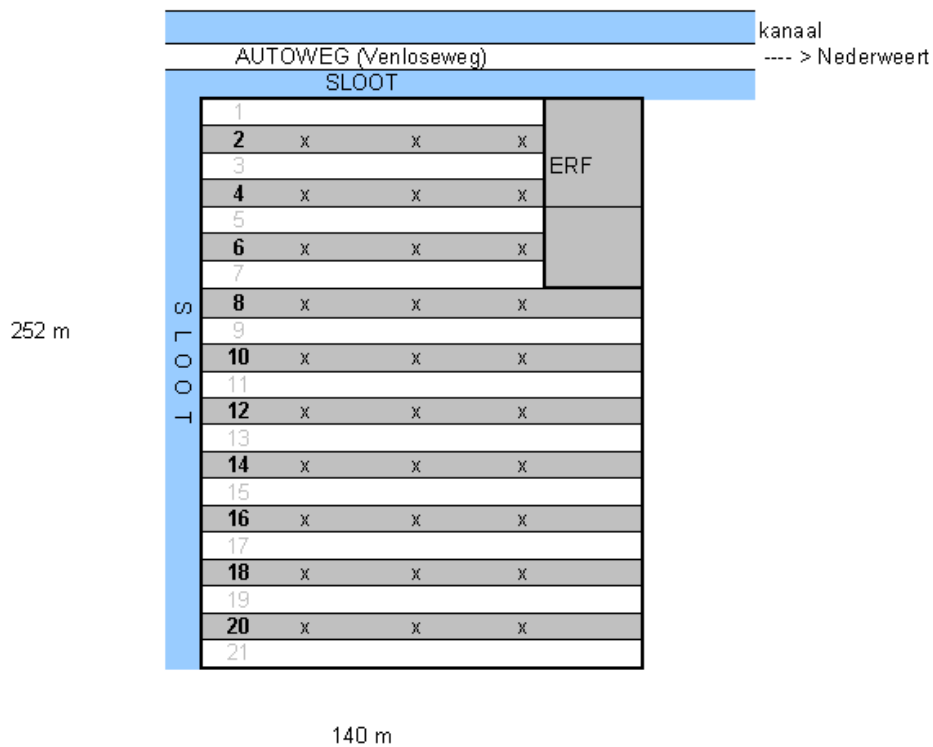 kanaal
AUTOWEG (Venloseweg) ---- > Nederweert
SLOOT
1
2 x x x
3 ERF
4 x x x
5
6 x x x
7
8 x x x
9
10 x x x
11
12 x x x
13
14 x x x
15
16 x x x
17
18 x x x
19
20 x x x
21
SLOOT
252 m
140 m